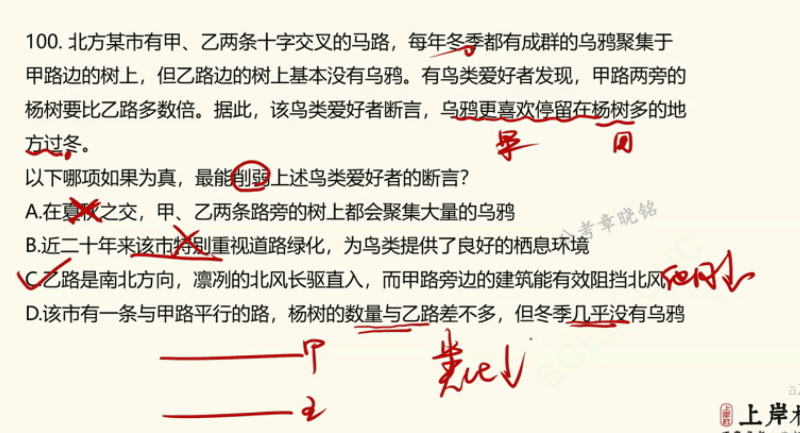 100. 北方某市有甲、乙两条十字交叉的马路，每年冬季都有成群的乌鸦聚集于
甲路边的树上，但乙路边的树上基本没有乌鸦。有鸟类爱好者发现，甲路两旁的
杨树要比乙路多数倍。据此，该鸟类爱好者断言，乌鸦更喜欢停留在杨树多的地
方过冬。
果 因
以下哪项如果为真，最能削弱上述鸟类爱好者的断言？
A.在夏秋之交，甲、乙两条路旁的树上都会聚集大量的乌鸦
公考章晓铭
B.近二十年来该市特别重视道路绿化，为鸟类提供了良好的栖息环境
C.乙路是南北方向，凛冽的北风长驱直入，而甲路旁边的建筑能有效阻挡北风
他因
D.该市有一条与甲路平行的路，杨树的数量与乙路差不多，但冬季几乎没有乌鸦
甲
类比↓
上岸